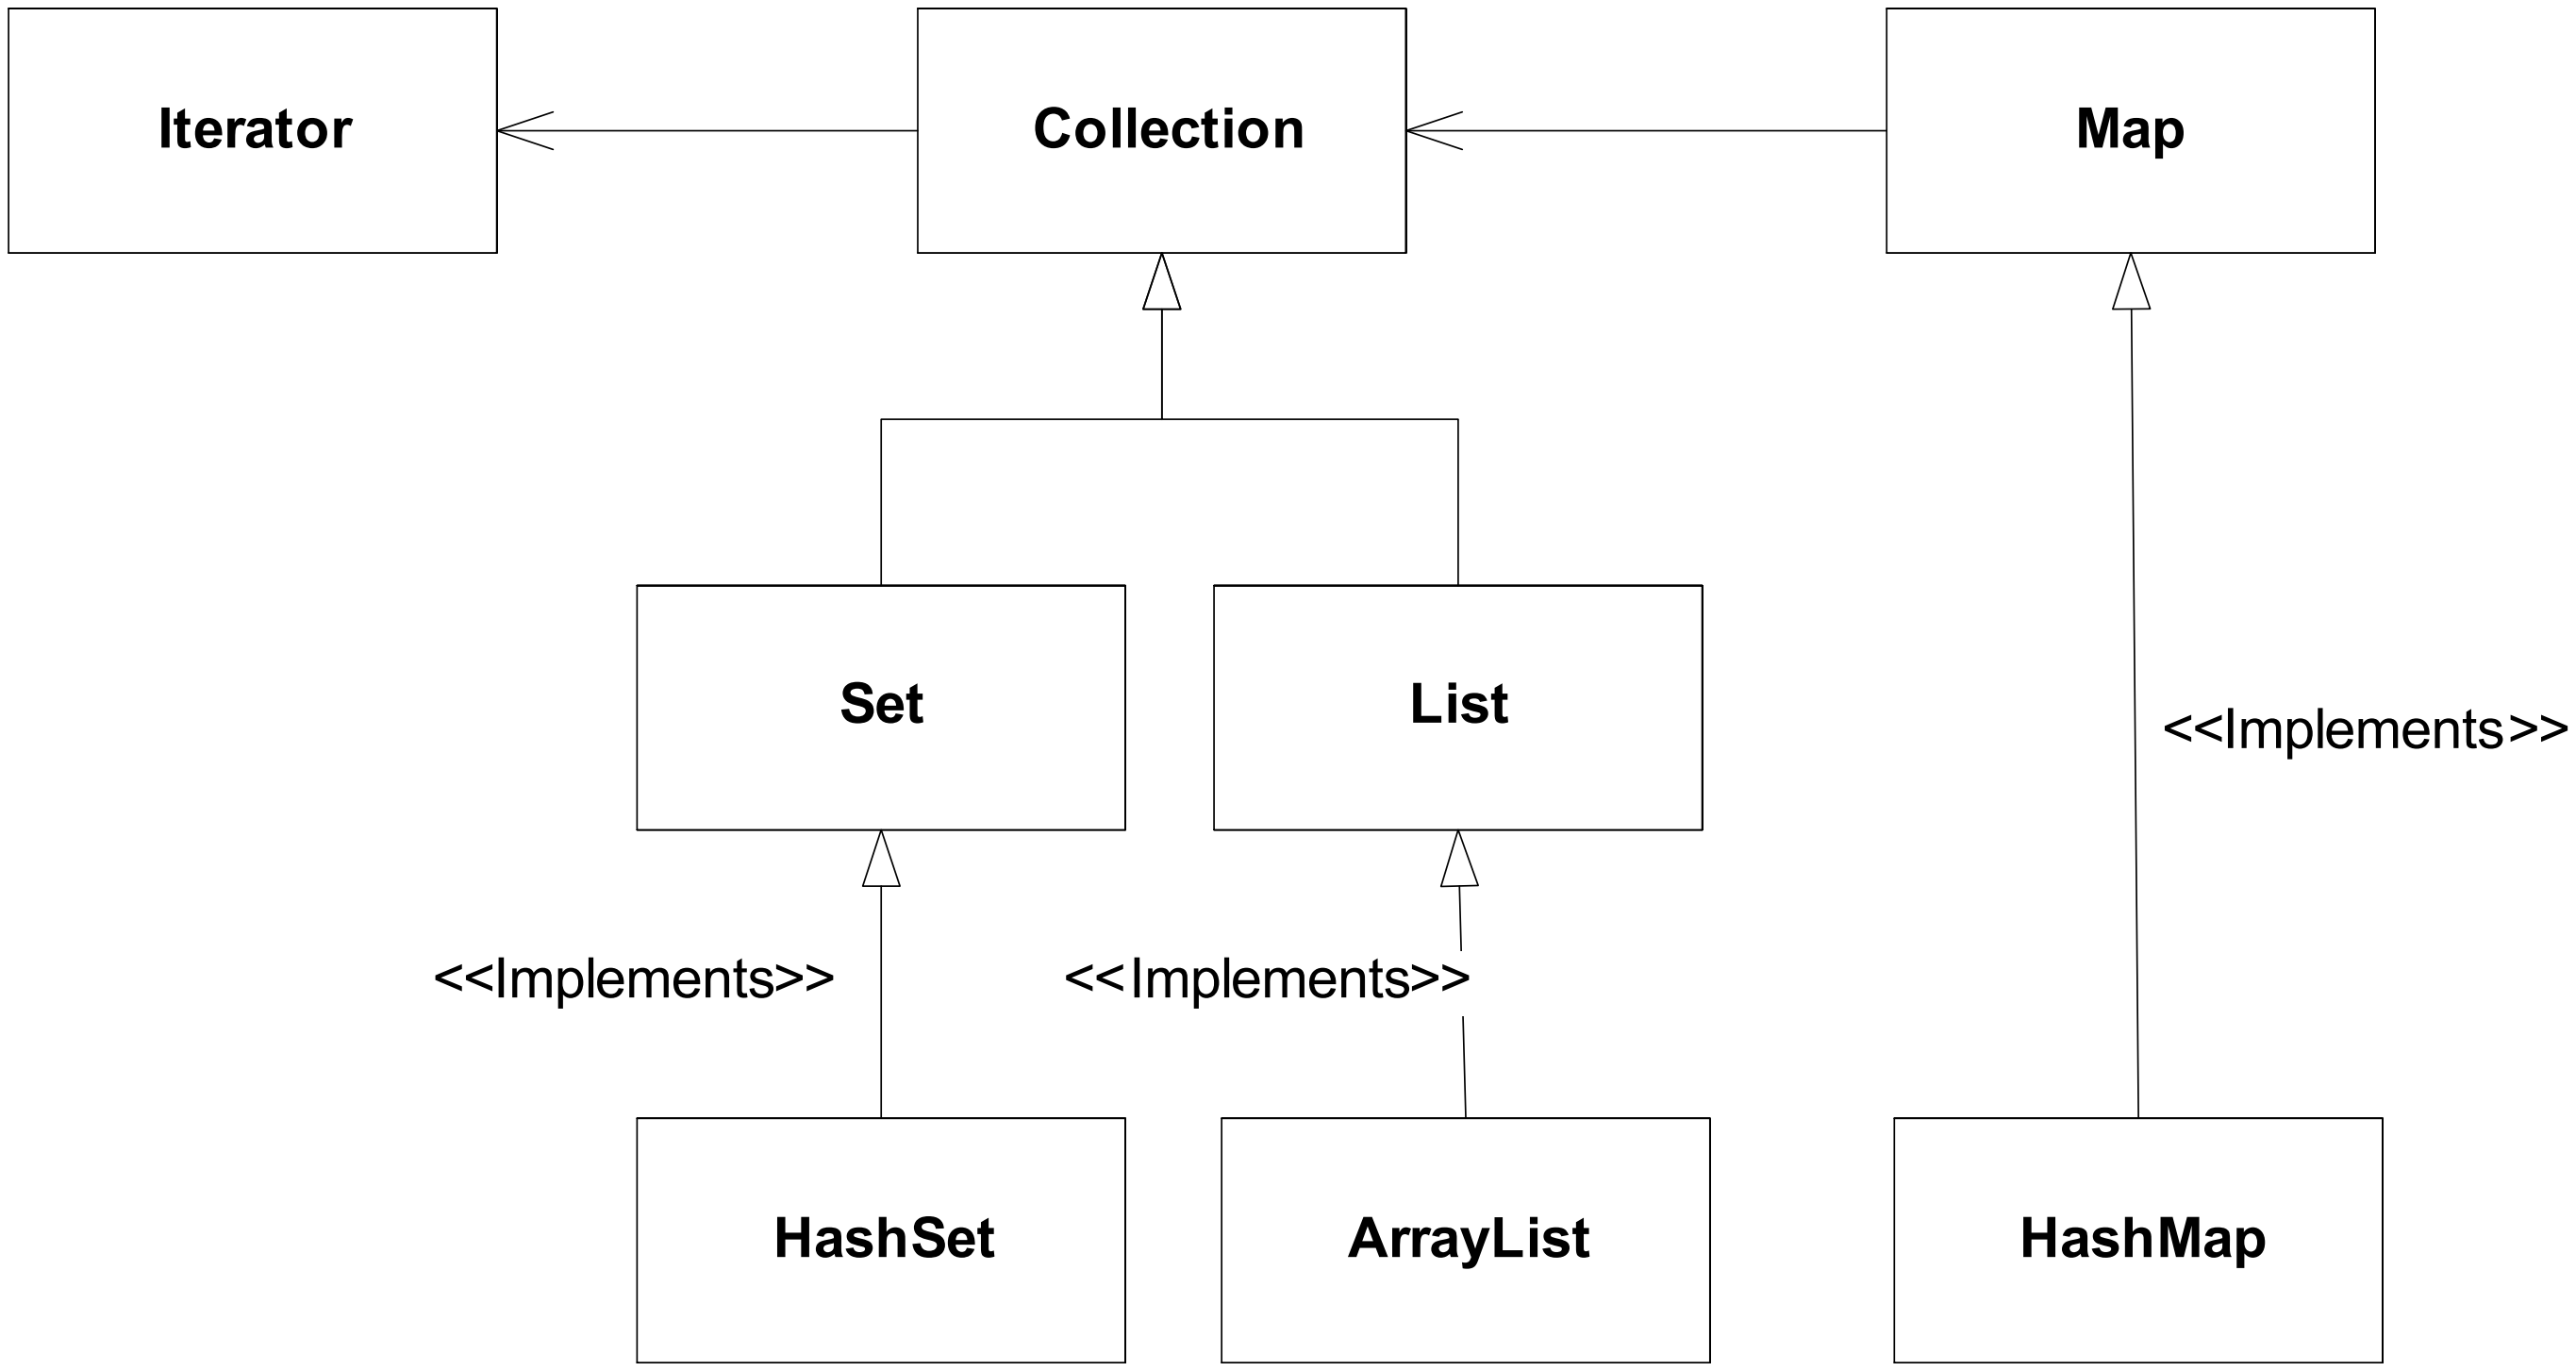 Iterator
Collection
Map
Set
List
<<Implements>>
<<Implements>>
<<Implements>>
HashSet
ArrayList
HashMap